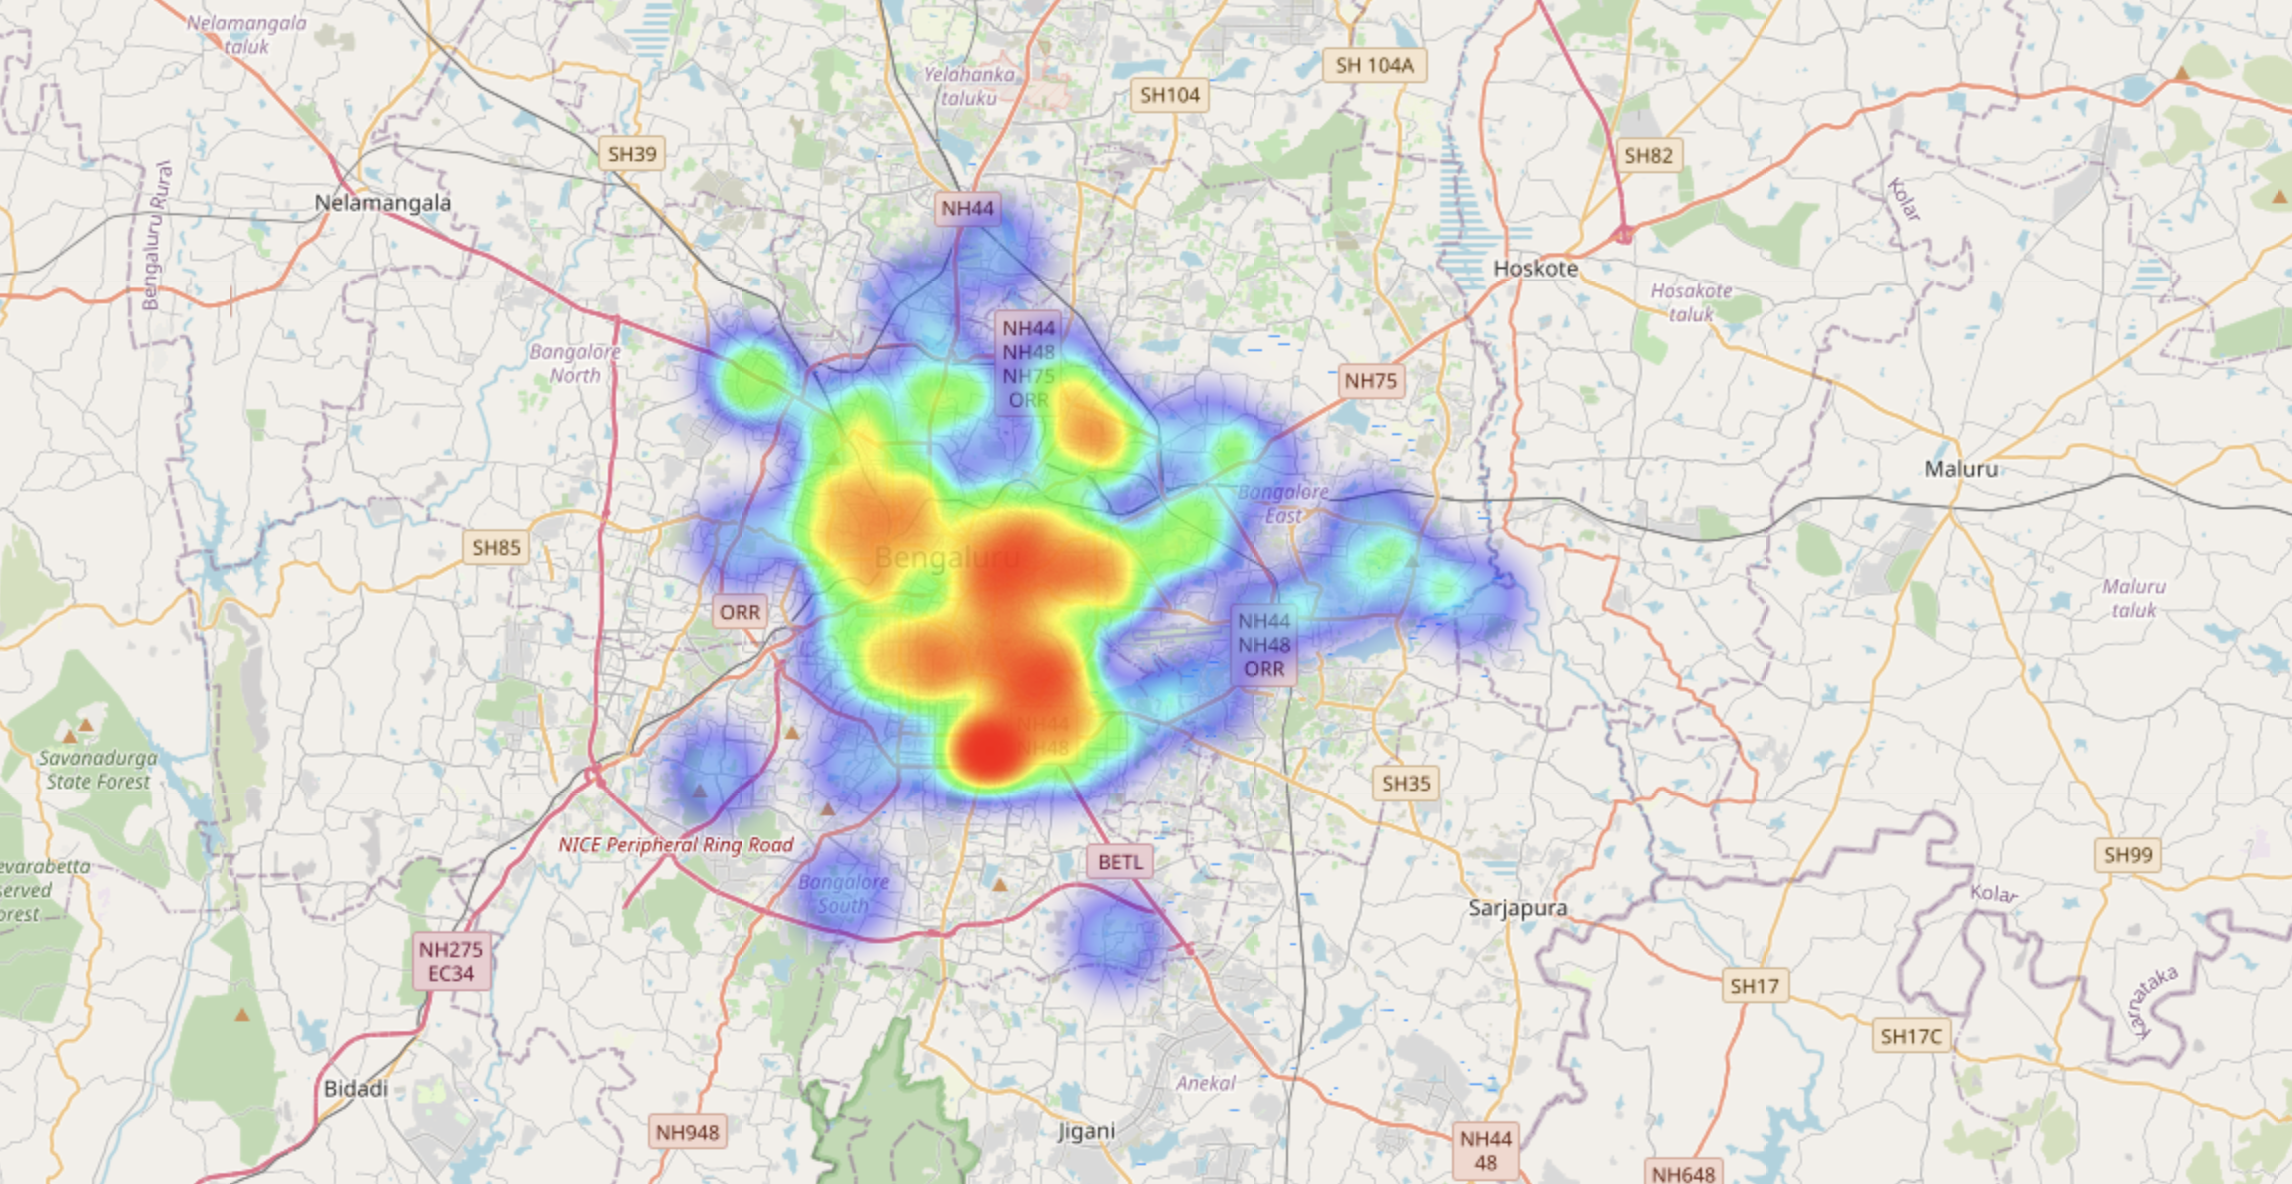 Nelamangala
taluk
Yelahanka
taluku
SH 104A
SH104
SH39
SH82
Bengaluru Rural
Nelamangala
NH44
Kolar
Hoskote
Hosakote
taluk
NH44
NH48
NH75
ORR
Bangalore
North
NH75
Maluru
Bangalore
East
SH85
Bengaluru
Maluru
taluk
ORR
NH44
NH48
ORR
NH44
NH48
Savanadurga
State Forest
SH35
NICE Peripheral Ring Road
BETL
SH99
evarabetta
served
orest
Bangalore
South
Kolar
Sarjapura
NH275
EC34
SH17
Karnataka
SH17C
Bidadi
Anekal
Jigani
NH948
NH44
48
NH648